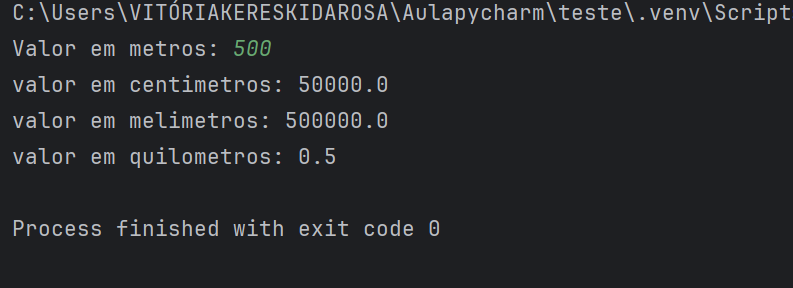 C:\Users\VITÓRIAKERESKIDAROSA\Aulapycharm\teste\.venv\Script
Valor em metros: 500
valor em centimetros: 50000.0
valor em melimetros: 500000.0
valor em quilometros: 0.5
Process finished with exit code 0